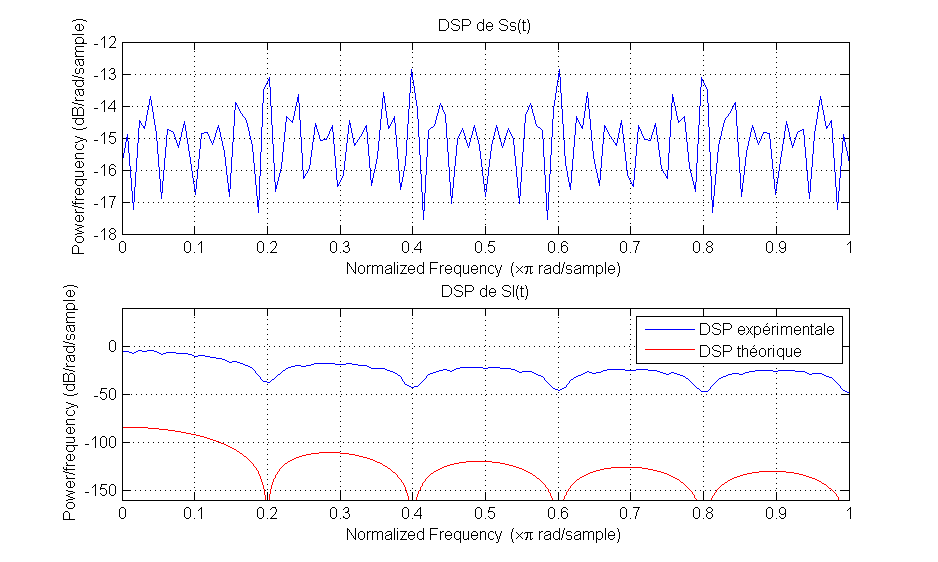 DSP de Ss(t)
Power/frequency (dB/rad/sample)
-12
-13
-14
-15
-16
-17
-18
0 0.1 0.2 0.3 0.4 0.5 0.6 0.7 0.8 0.9 1
Normalized Frequency (×π rad/sample)
DSP de Sl(t)
Power/frequency (dB/rad/sample)
0
-50
-100
-150
DSP expérimentale
DSP théorique
0 0.1 0.2 0.3 0.4 0.5 0.6 0.7 0.8 0.9 1
Normalized Frequency (×π rad/sample)